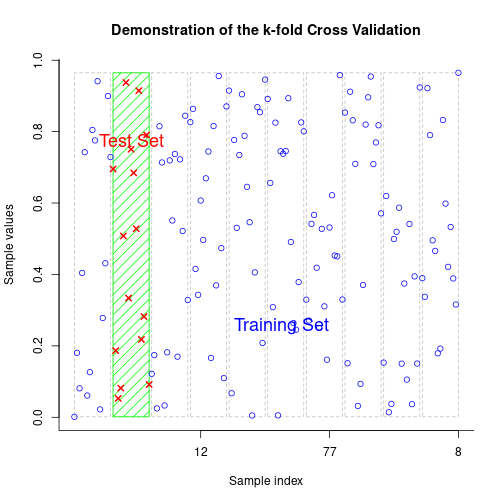 Demonstration of the k-fold Cross Validation
Sample values
1.0
0.8
0.6
0.4
0.2
0.0
Test Set
Training Set
12
77
8
Sample index